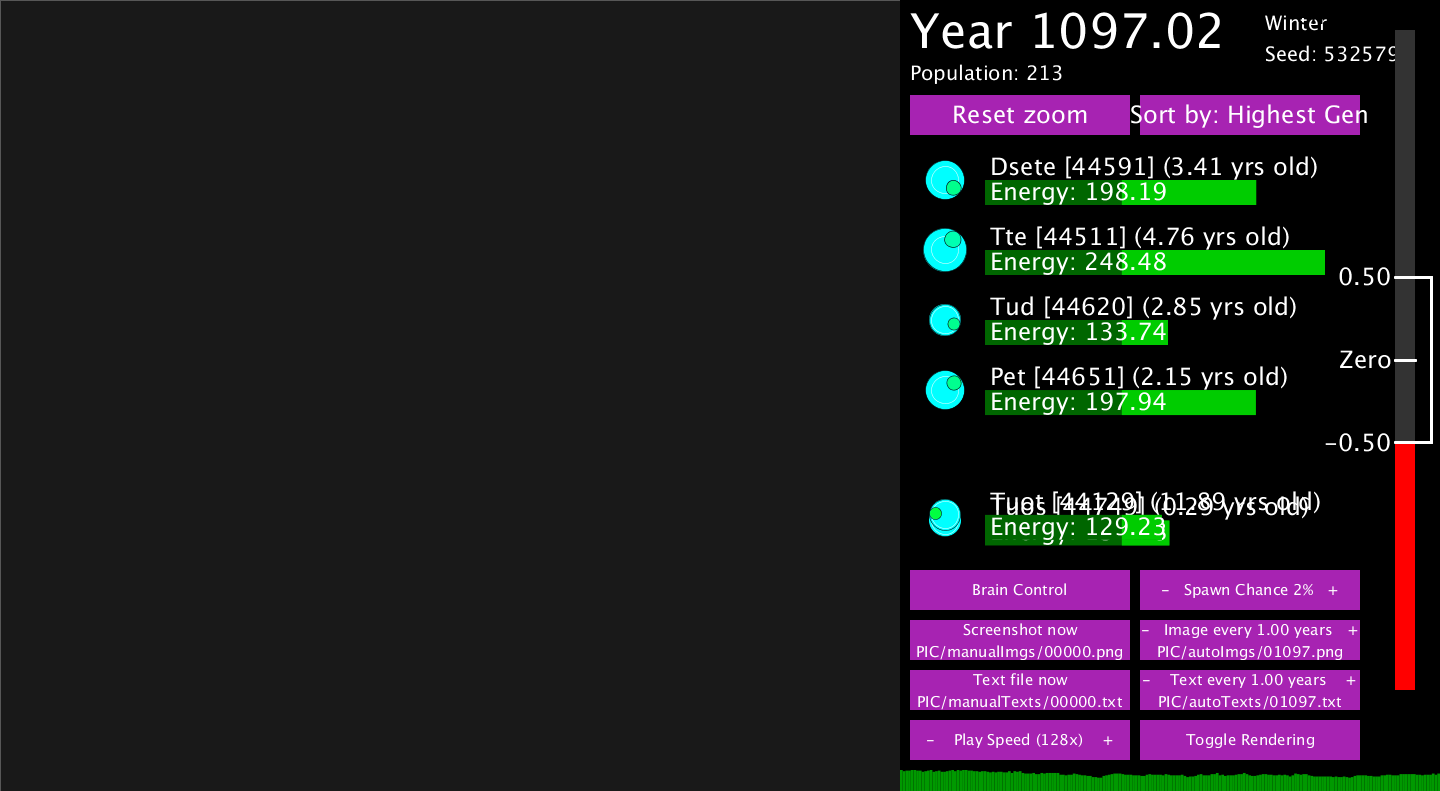 Year 1097.02
Winter
Seed: 532579
Population: 213
Reset zoom
Sort by: Highest Gen
Dsete [44591] (3.41 yrs old)
Energy: 198.19
Tte [44511] (4.76 yrs old)
Energy: 248.48
0.50
Tud [44620] (2.85 yrs old)
Energy: 133.74
Zero
Pet [44651] (2.15 yrs old)
Energy: 197.94
-0.50
Tuot [44129] (11.89 yrs old)
Tuos [44749] (0.29 yrs old)
Energy: 129.23
Brain Control
- Spawn Chance 2% +
Screenshot now
PIC/manualImgs/00000.png
- Image every 1.00 years +
PIC/autoImgs/01097.png
Text file now
PIC/manualTexts/00000.txt
- Text every 1.00 years +
PIC/autoTexts/01097.txt
- Play Speed (128x) +
Toggle Rendering